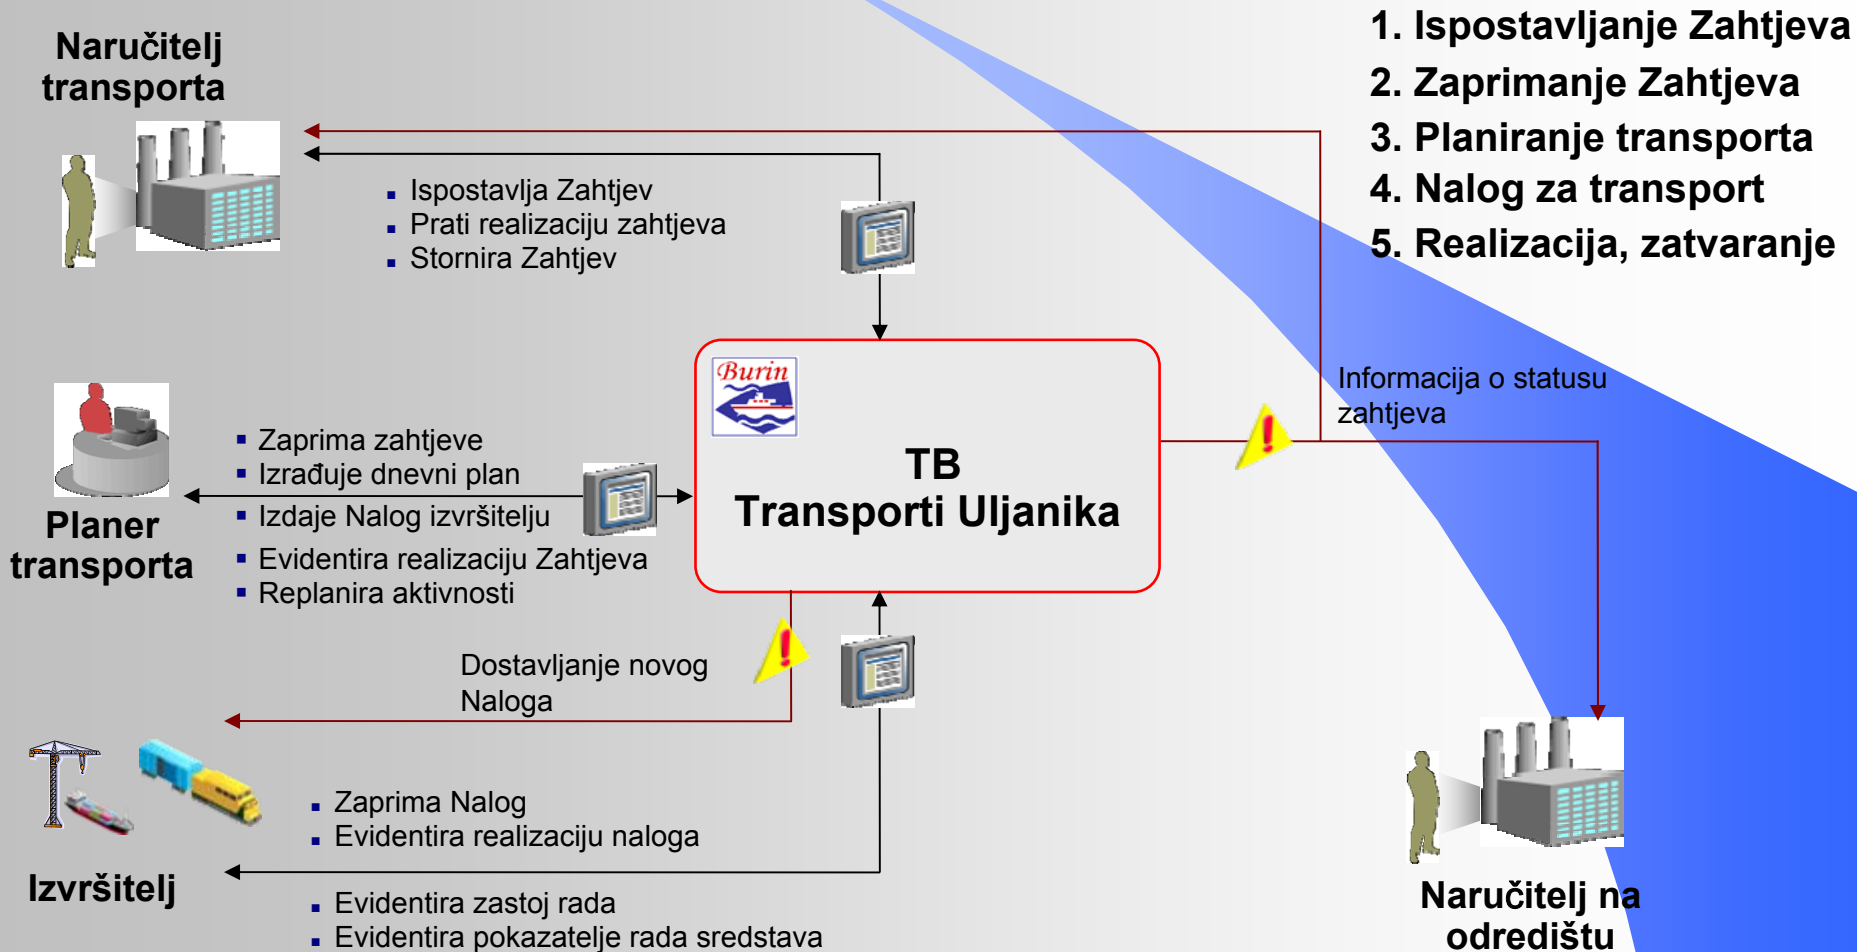 Naručitelj
transporta
1. Ispostavljanje Zahtjeva
2. Zaprimanje Zahtjeva
3. Planiranje transporta
4. Nalog za transport
5. Realizacija, zatvaranje
▪ Ispostavlja Zahtjev
▪ Prati realizaciju zahtjeva
▪ Stornira Zahtjev
Burin
TB
Transporti Uljanika
Informacija o statusu
zahtjeva
▪ Zaprima zahtjeve
▪ Izrađuje dnevni plan
▪ Izdaje Nalog izvršitelju
▪ Evidentira realizaciju Zahtjeva
▪ Replanira aktivnosti
Planer
transporta
Dostavljanje novog
Naloga
▪ Zaprima Nalog
▪ Evidentira realizaciju naloga
Izvršitelj
▪ Evidentira zastoj rada
▪ Evidentira pokazatelje rada sredstava
Naručitelj na
odredištu